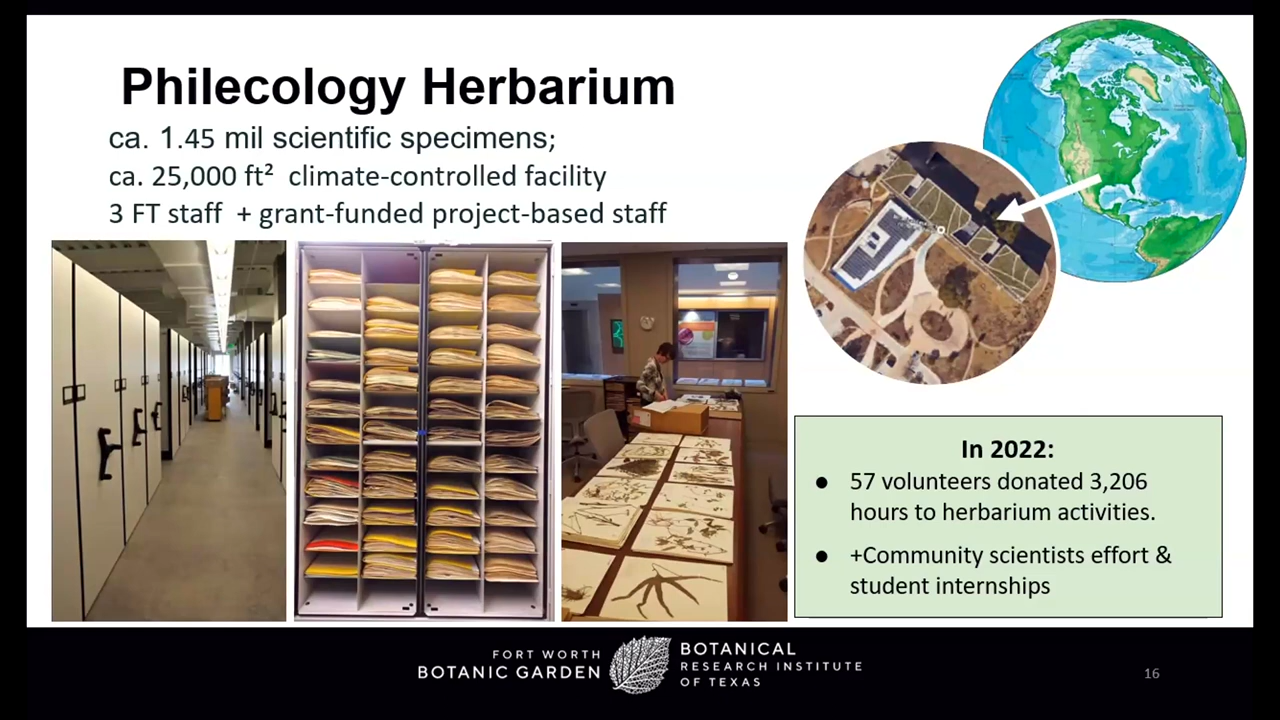 Philecology Herbarium
ca. 1.45 mil scientific specimens;
ca. 25,000 ft² climate-controlled facility
3 FT staff + grant-funded project-based staff
In 2022:
● 57 volunteers donated 3,206
hours to herbarium activities.
● +Community scientists effort &
student internships
FORT WORTH
BOTANIC GARDEN
BOTANICAL
RESEARCH INSTITUTE
OF TEXAS
16